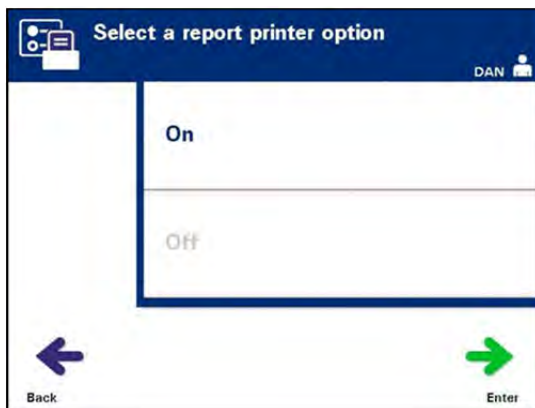 Select a report printer option
DAN
On
Off
Back
Enter